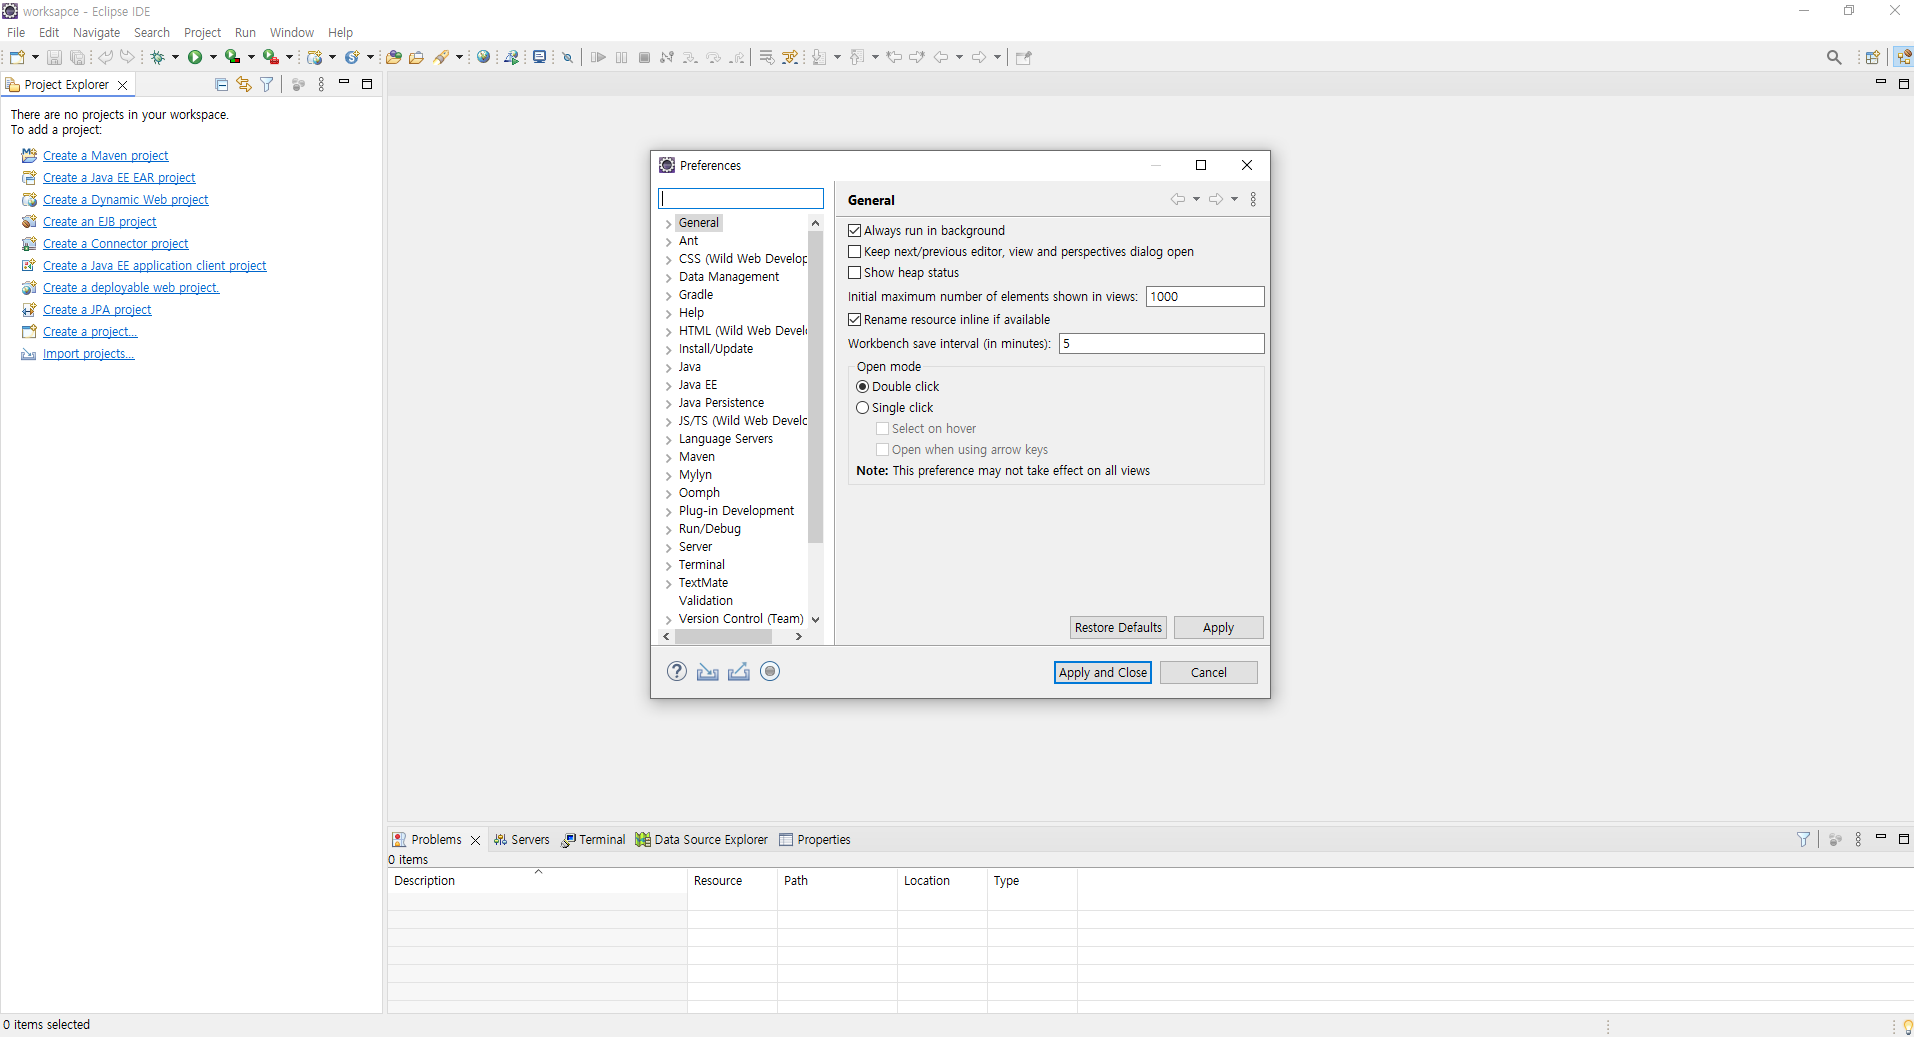 worksapce - Eclipse IDE
File Edit Navigate Search Project Run Window Help
Project Explorer
There are no projects in your workspace.
To add a project:
Create a Maven project
Create a Java EE EAR project
Create a Dynamic Web project
Create an EJB project
Create a Connector project
Create a Java EE application client project
Create a deployable web project.
Create a JPA project
Create a project...
Import projects...
Preferences
General
Ant
CSS (Wild Web Develop
Data Management
Gradle
Help
HTML (Wild Web Devel
Install/Update
Java
Java EE
Java Persistence
JS/TS (Wild Web Develc
Language Servers
Maven
Mylyn
Oomph
Plug-in Development
Run/Debug
Server
Terminal
TextMate
Validation
Version Control (Team)
General
Always run in background
Keep next/previous editor, view and perspectives dialog open
Show heap status
Initial maximum number of elements shown in views: 1000
Rename resource inline if available
Workbench save interval (in minutes): 5
Open mode
Double click
Single click
Select on hover
Open when using arrow keys
Note: This preference may not take effect on all views
Restore Defaults Apply
Apply and Close Cancel
Problems Servers Terminal Data Source Explorer Properties
0 items
Description Resource Path Location Type
0 items selected